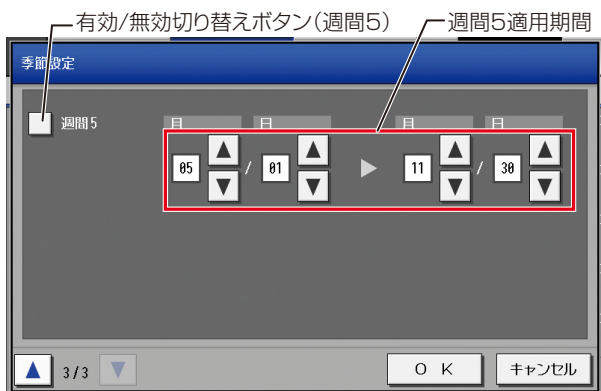 有効/無効切り替えボタン(週間5)
週間5適用期間
季節設定
週間5
月 日 月 日
05 / 01 11 / 30
3/3
ＯＫ キャンセル